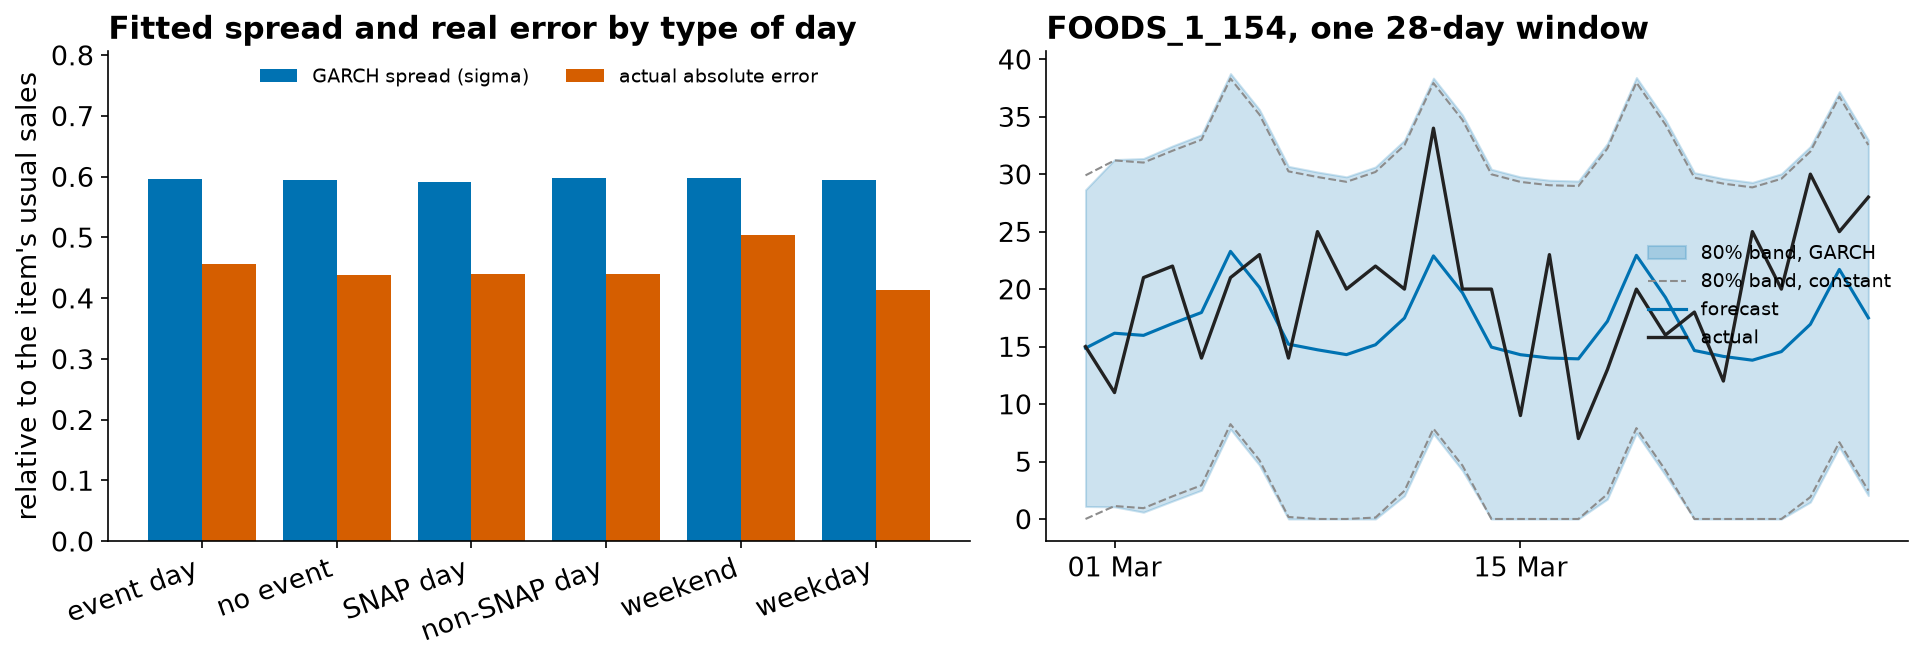 Fitted spread and real error by type of day
relative to the item's usual sales
0.8
0.7
0.6
0.5
0.4
0.3
0.2
0.1
0.0
GARCH spread (sigma)
actual absolute error
event day
no event
SNAP day
non-SNAP day
weekend
weekday
FOODS_1_154, one 28-day window
40
35
30
25
20
15
10
5
0
80% band, GARCH
80% band, constant
forecast
actual
01 Mar
15 Mar